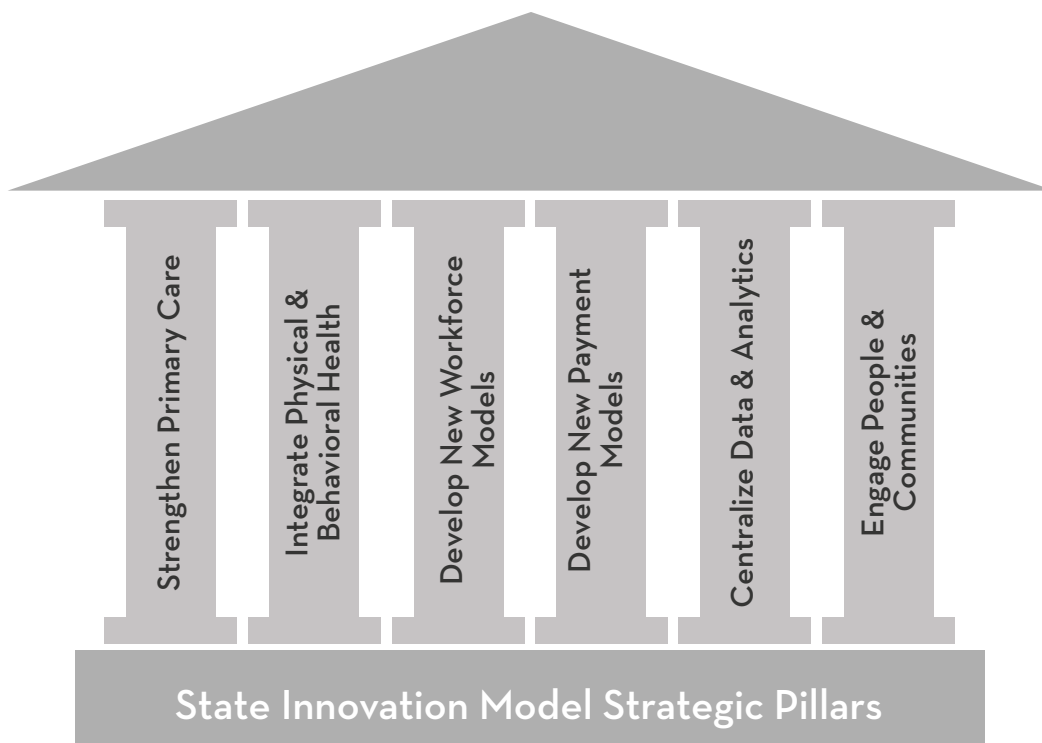 Strengthen Primary Care
Integrate Physical &
Behavioral Health
Develop New Workforce
Models
Develop New Payment
Models
Centralize Data & Analytics
Engage People &
Communities
State Innovation Model Strategic Pillars